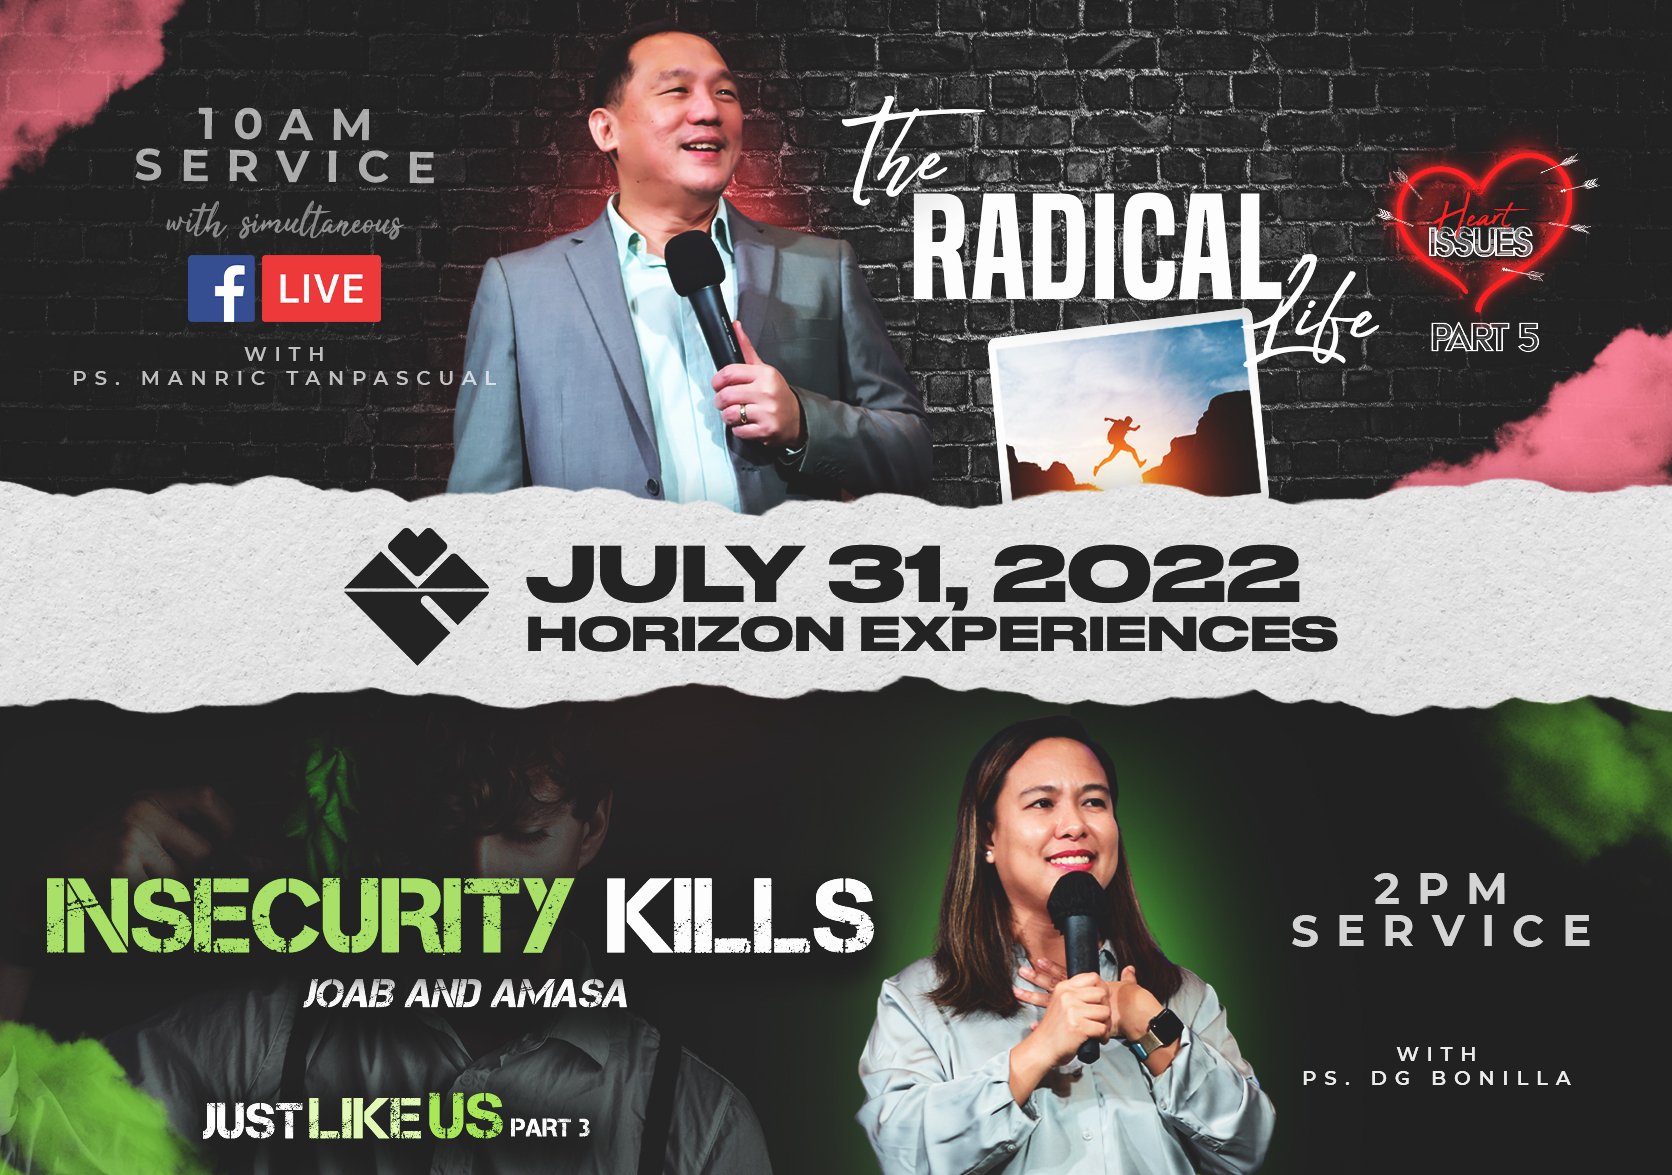 10AM
SERVICE
with simultaneous
f LIVE
WITH
PS. MANRIC TANPASCUAL
The
RADICAL
Life
Heart
ISSUES
PART 5
JULY 31, 2022
HORIZON EXPERIENCES
INSECURITY KILLS
JOAB AND AMASA
JUST LIKE US PART 3
2PM
SERVICE
WITH
PS. DG BONILLA